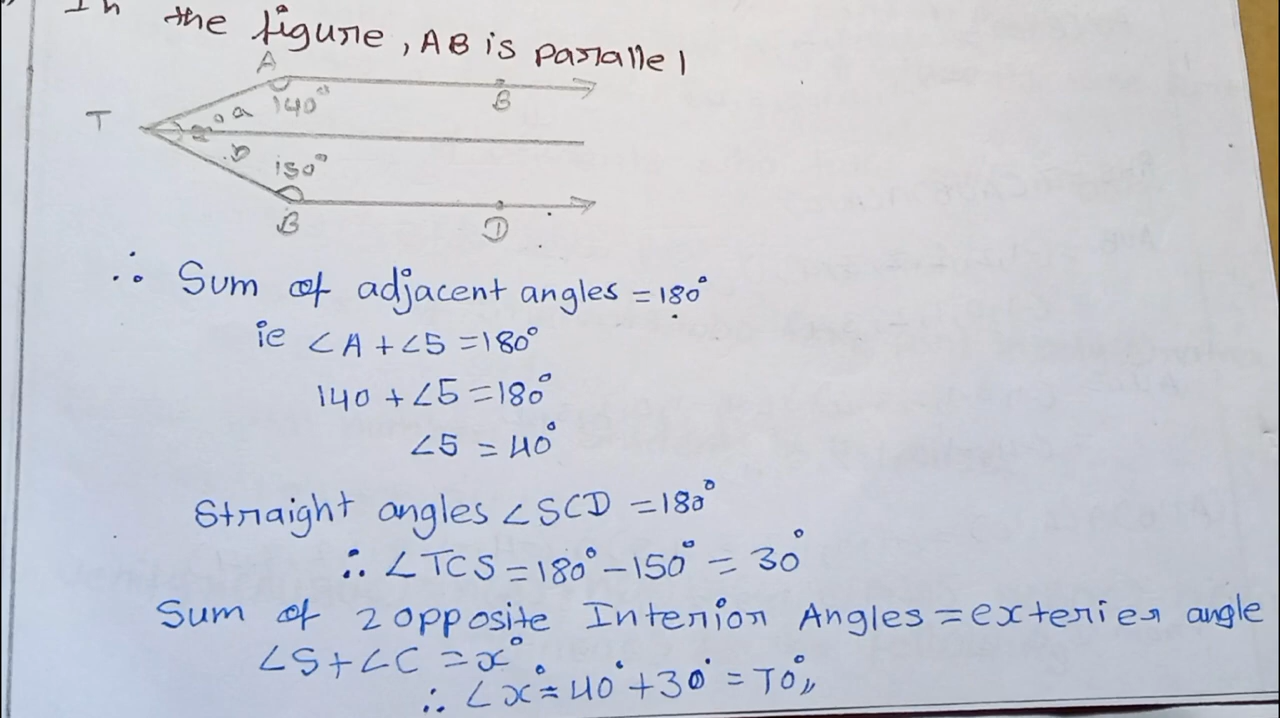 In the figure, AB is parallel
A
140°
B
T
a
b
150°
B
D
∴ Sum of adjacent angles = 180°
ie ∠A + ∠5 = 180°
140 + ∠5 = 180°
∠5 = 40°
Straight angles ∠SCD = 180°
∴ ∠TCS = 180° - 150° = 30°
Sum of 2 opposite Interior Angles = exterier angle
∠S + ∠C = x°
∴ ∠x° = 40° + 30° = 70°,,